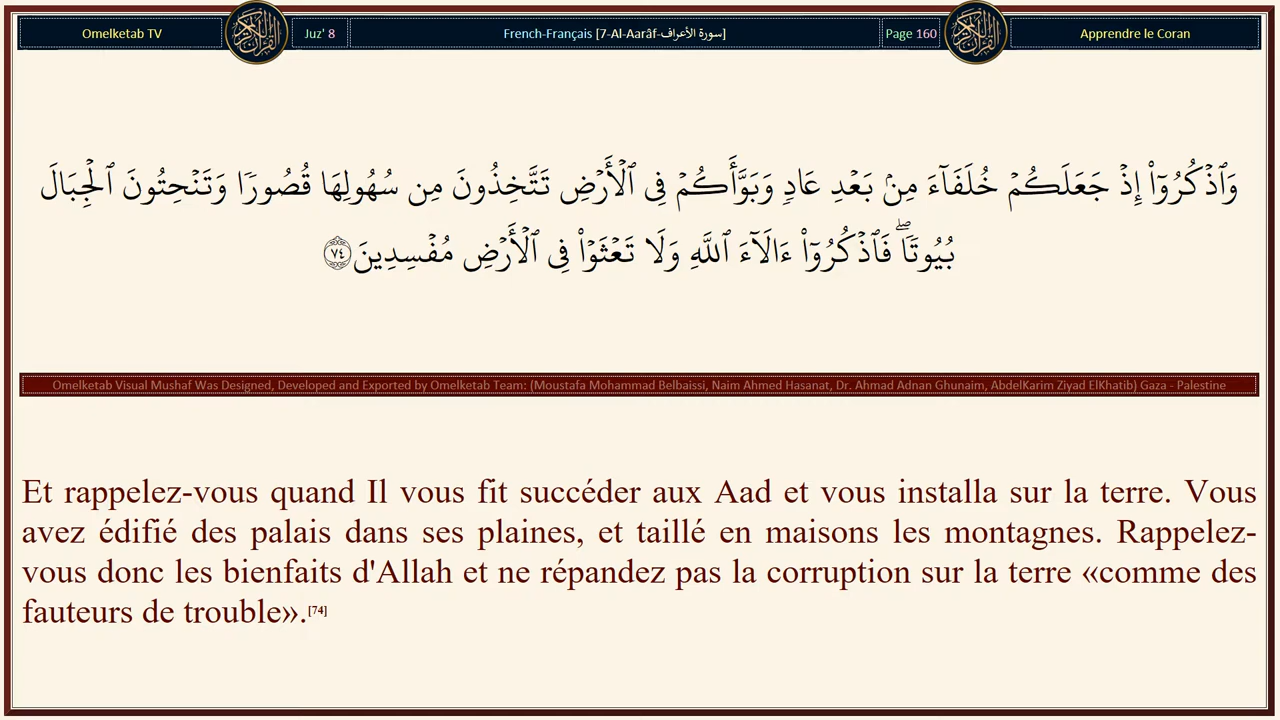 Omelketab TV
Juz' 8
French-Français [7-Al-Aarâf-سورة الأعراف]
Page 160
Apprendre le Coran
وَٱذْكُرُوٓا۟ إِذْ جَعَلَكُمْ خُلَفَآءَ مِنۢ بَعْدِ عَادٍ وَبَوَّأَكُمْ فِى ٱلْأَرْضِ تَتَّخِذُونَ مِن سُهُولِهَا قُصُورًا وَتَنْحِتُونَ ٱلْجِبَالَ
بُيُوتًا ۖ فَٱذْكُرُوٓا۟ ءَالَآءَ ٱللَّهِ وَلَا تَعْثَوْا۟ فِى ٱلْأَرْضِ مُفْسِدِينَ ٧٤
Omelketab Visual Mushaf Was Designed, Developed and Exported by Omelketab Team: (Moustafa Mohammad Belbaissi, Naim Ahmed Hasanat, Dr. Ahmad Adnan Ghunaim, AbdelKarim Ziyad ElKhatib) Gaza - Palestine
Et rappelez-vous quand Il vous fit succéder aux Aad et vous installa sur la terre. Vous
avez édifié des palais dans ses plaines, et taillé en maisons les montagnes. Rappelez-
vous donc les bienfaits d'Allah et ne répandez pas la corruption sur la terre «comme des
fauteurs de trouble».[74]